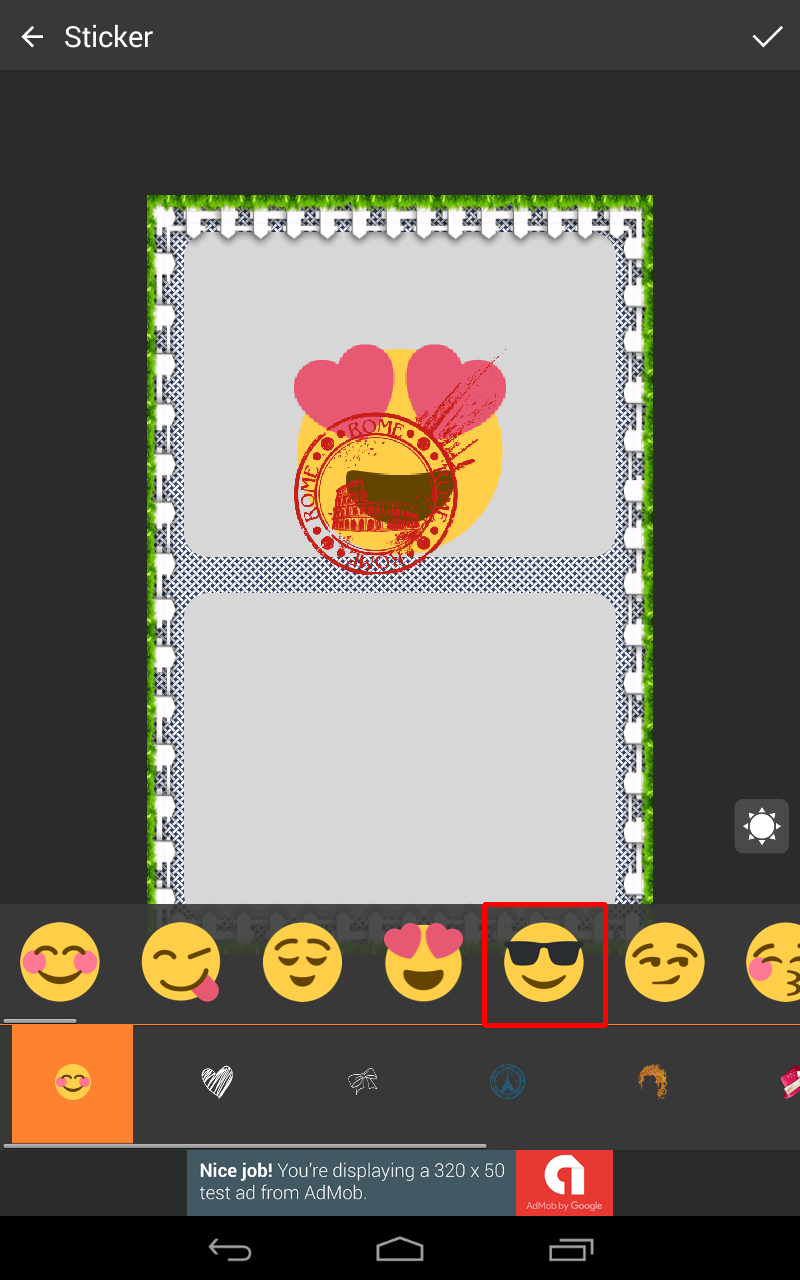 Sticker
ROME
ROME
ROME
ROME
Nice job! You're displaying a 320 x 50
test ad from AdMob.
AdMob by Google